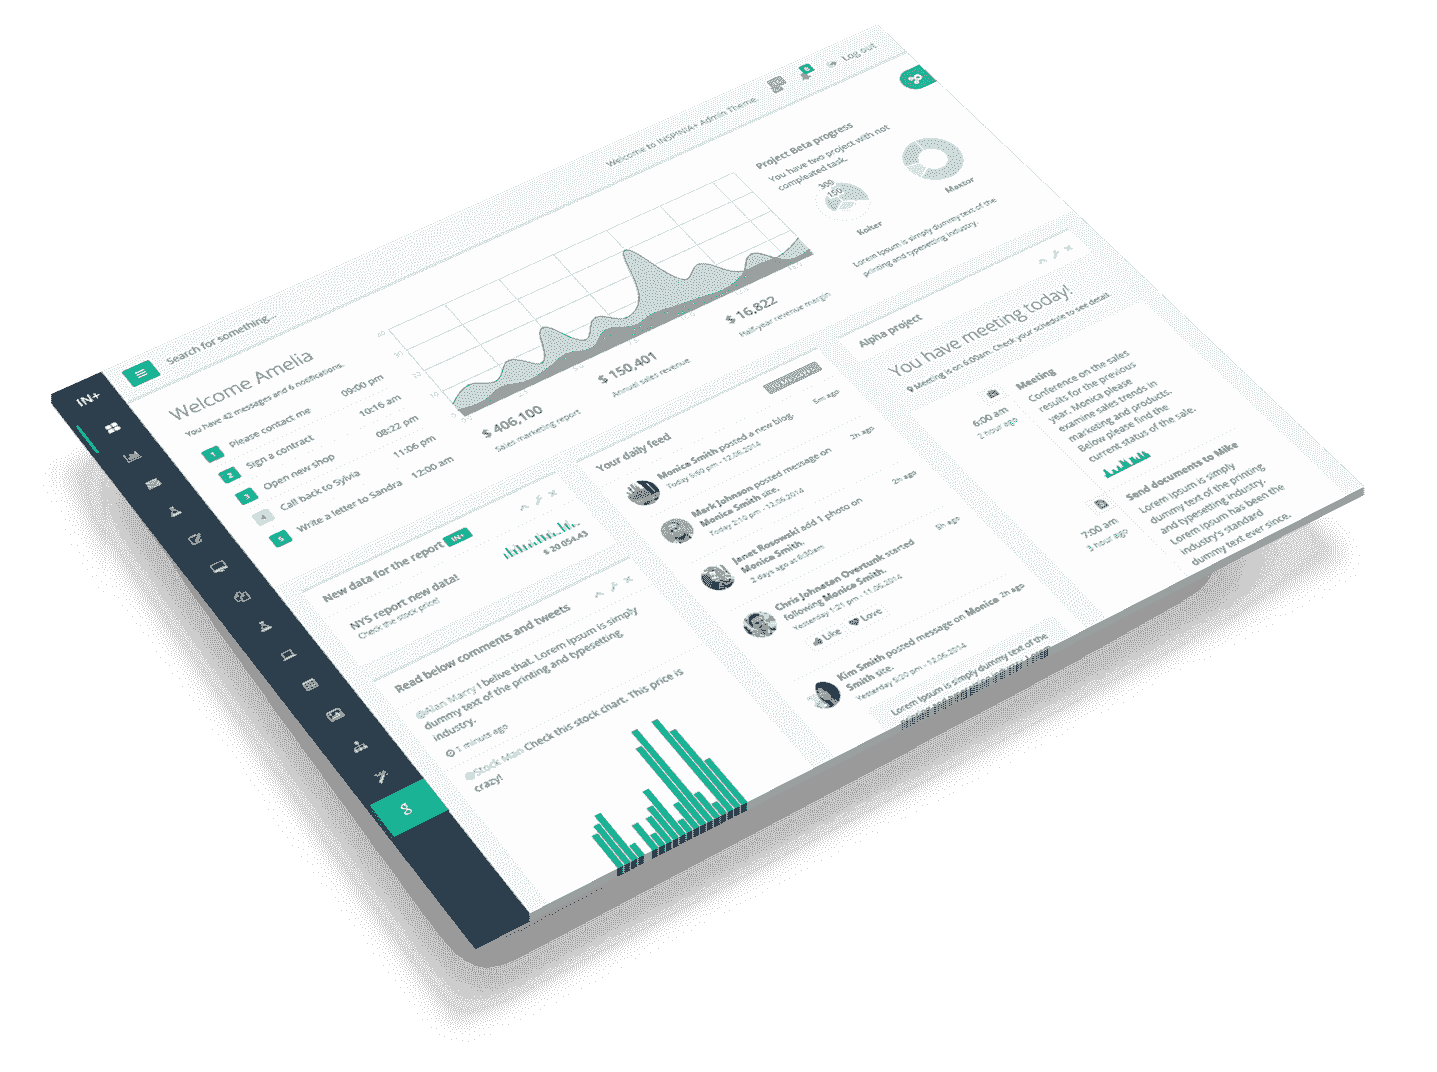 IN+
Search for something...
Welcome to INSPINIA+ Admin Theme.
Log out
Welcome Amelia
You have 42 messages and 6 notifications.
1 Please contact me 09:00 pm
2 Sign a contract 10:16 am
3 Open new shop 08:22 pm
4 Call back to Sylvia 11:06 pm
5 Write a letter to Sandra 12:00 am
$ 406,100
Sales marketing report
$ 150,401
Annual sales revenue
$ 16,822
Half-year revenue margin
Project Beta progress
You have two project with not
compleated task.
300
150
Kolter
Maxtor
Lorem Ipsum is simply dummy text of the
printing and typesetting industry.
New data for the report IN+
NYS report new data!
Check the stock price!
$ 20 054,43
Read below comments and tweets
@Alan Marry I belive that. Lorem Ipsum is simply
dummy text of the printing and typesetting
industry.
1 minuts ago
@Stock Man Check this stock chart. This price is
crazy!
Your daily feed
5m ago
Monica Smith posted a new blog.
Today 5:60 pm - 12.06.2014
2h ago
Mark Johnson posted message on
Monica Smith site.
Today 2:10 pm - 12.06.2014
2h ago
Janet Rosowski add 1 photo on
Monica Smith.
2 days ago at 8:30am
5h ago
Chris Johnatan Overtunk started
following Monica Smith.
Yesterday 1:21 pm - 11.06.2014
Like
Love
2h ago
Kim Smith posted message on Monica
Smith site.
Yesterday 5:20 pm - 12.06.2014
Lorem Ipsum is simply dummy text of the
Alpha project
You have meeting today!
Meeting is on 6:00am. Check your schedule to see detail
6:00 am
2 hour ago
Meeting
Conference on the sales
results for the previous
year. Monica please
examine sales trends in
marketing and products.
Below please find the
current status of the sale.
7:00 am
3 hour ago
Send documents to Mike
Lorem Ipsum is simply
dummy text of the printing
and typesetting industry.
Lorem Ipsum has been the
industry's standard
dummy text ever since.